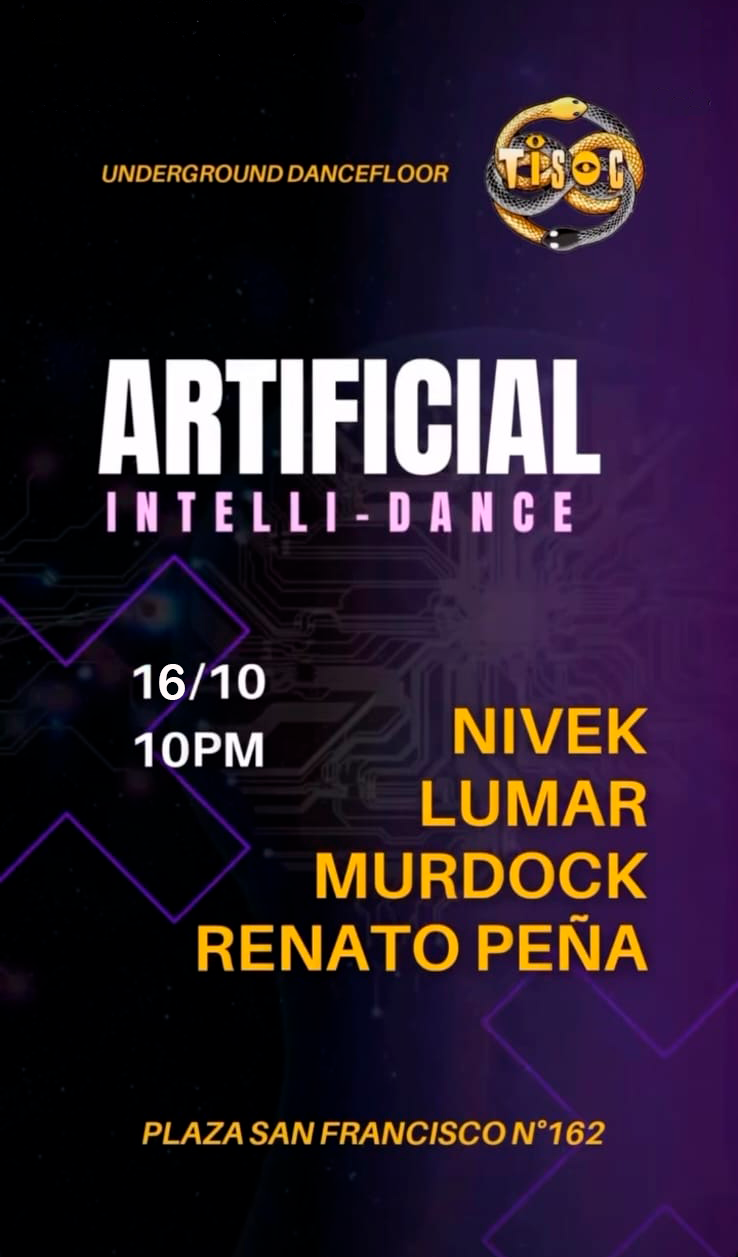 UNDERGROUND DANCEFLOOR
TISOC
ARTIFICIAL
INTELLI-DANCE
16/10
10PM
NIVEK
LUMAR
MURDOCK
RENATO PEÑA
PLAZA SAN FRANCISCO N°162